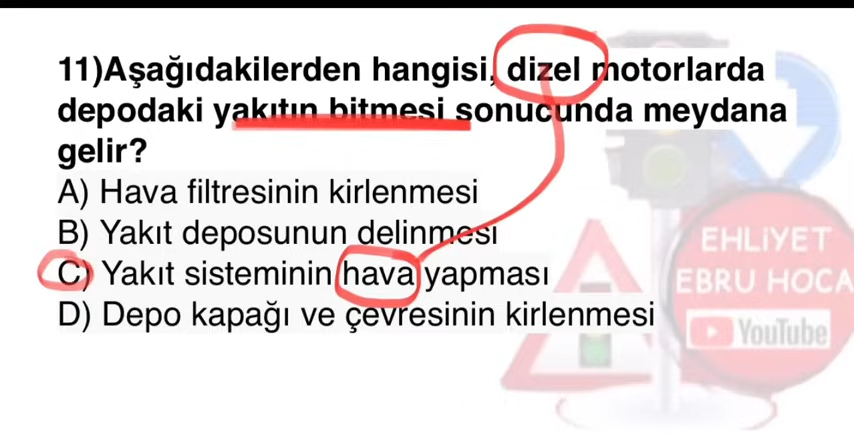 11)Aşağıdakilerden hangisi, dizel motorlarda
depodaki yakıtın bitmesi sonucunda meydana
gelir?
A) Hava filtresinin kirlenmesi
B) Yakıt deposunun delinmesi
C) Yakıt sisteminin hava yapması
D) Depo kapağı ve çevresinin kirlenmesi
EHLİYET
EBRU HOCA
YouTube